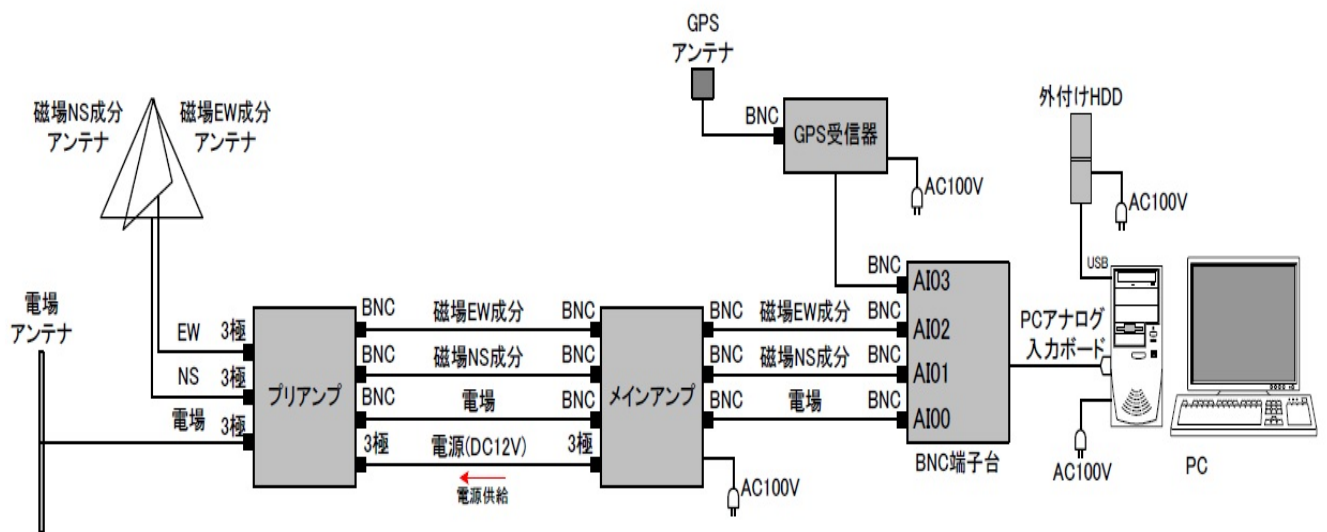 GPS
アンテナ
磁場NS成分
アンテナ
磁場EW成分
アンテナ
BNC
GPS受信器
AC100V
外付けHDD
AC100V
電場
アンテナ
EW
3極
NS
3極
電場
3極
プリアンプ
BNC
磁場EW成分
BNC
BNC
磁場NS成分
BNC
BNC
電場
BNC
3極
電源(DC12V)
3極
電源供給
メインアンプ
AC100V
BNC
磁場EW成分
BNC
BNC
磁場NS成分
BNC
BNC
電場
BNC
BNC
AI03
AI02
AI01
AI00
BNC端子台
PCアナログ
入力ボード
USB
AC100V
PC